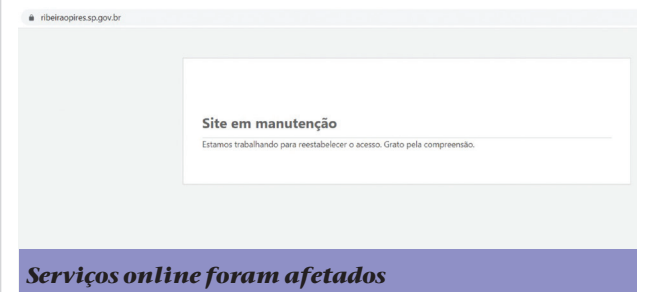 ribeiraopires.sp.gov.br
Site em manutenção
Estamos trabalhando para reestabelecer o acesso. Grato pela compreensão.
Serviços online foram afetados